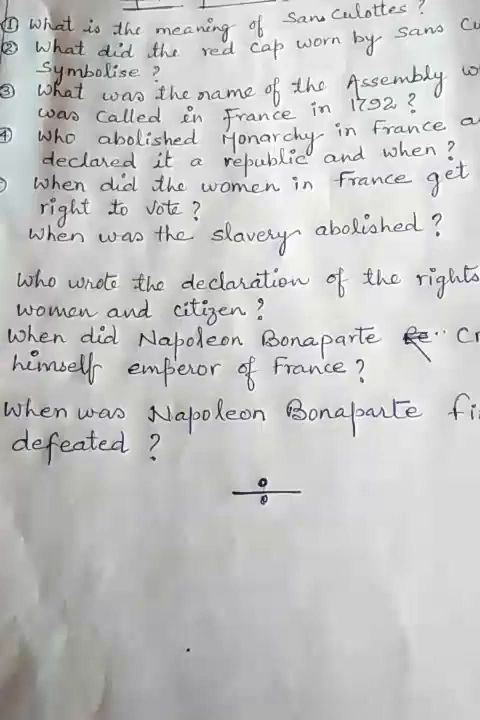 ① What is the meaning of Sans Culottes?
② What did the red cap worn by sans
Symbolise?
③ What was the name of the Assembly
was called in France in 1792?
④ Who abolished Monarchy in France
declared it a republic and when?
When did the women in France get
right to vote?
When was the slavery abolished?
Who wrote the declaration of the rights
women and citizen?
When did Napoleon Bonaparte
himself emperor of France?
When was Napoleon Bonaparte
defeated?